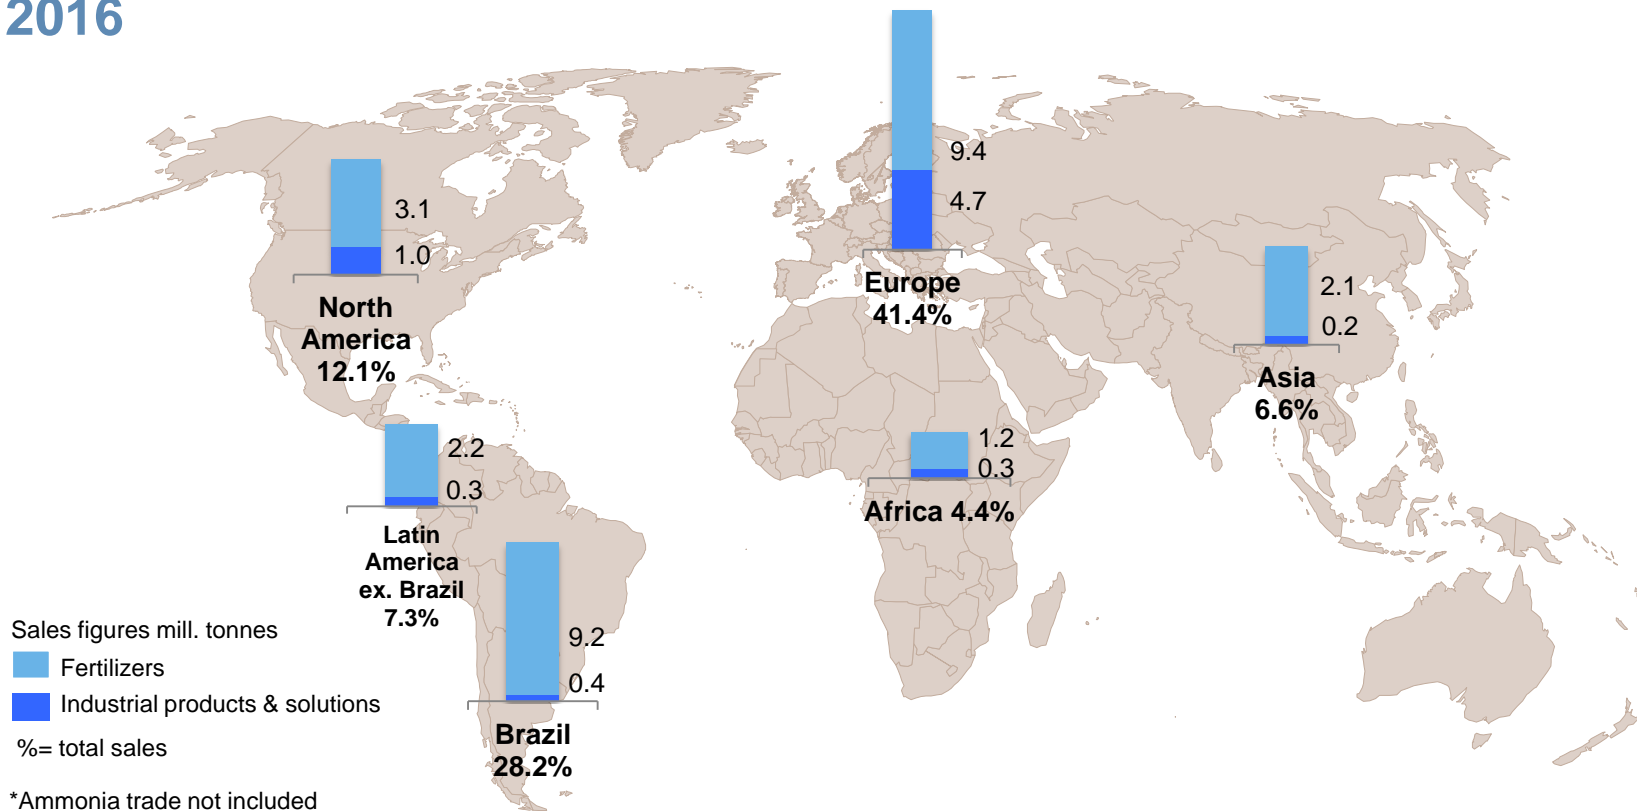 2016
9.4
4.7
Europe
41.4%
3.1
1.0
North
America
12.1%
2.1
0.2
Asia
6.6%
2.2
0.3
Latin
America
ex. Brazil
7.3%
1.2
0.3
Africa 4.4%
9.2
0.4
Brazil
28.2%
Sales figures mill. tonnes
Fertilizers
Industrial products & solutions
%= total sales
*Ammonia trade not included